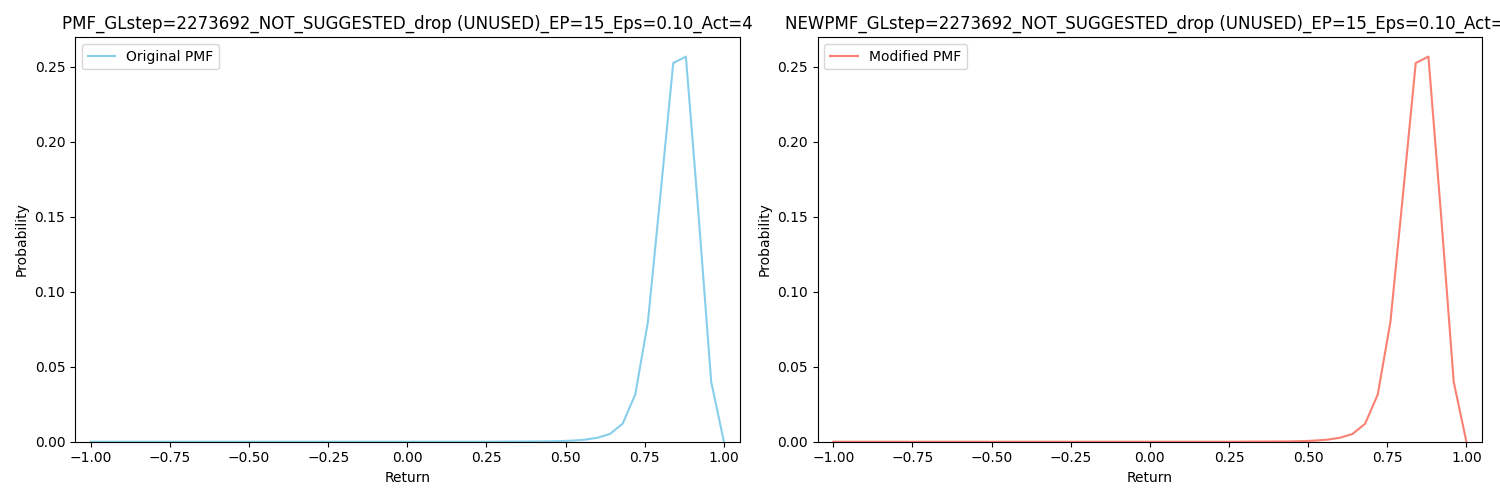 PMF_GLstep=2273692_NOT_SUGGESTED_drop (UNUSED)_EP=15_Eps=0.10_Act=4
Original PMF
Probability
0.25
0.20
0.15
0.10
0.05
0.00
−1.00 −0.75 −0.50 −0.25 0.00 0.25 0.50 0.75 1.00
Return
NEWPMF_GLstep=2273692_NOT_SUGGESTED_drop (UNUSED)_EP=15_Eps=0.10_Act=
Modified PMF
Probability
0.25
0.20
0.15
0.10
0.05
0.00
−1.00 −0.75 −0.50 −0.25 0.00 0.25 0.50 0.75 1.00
Return